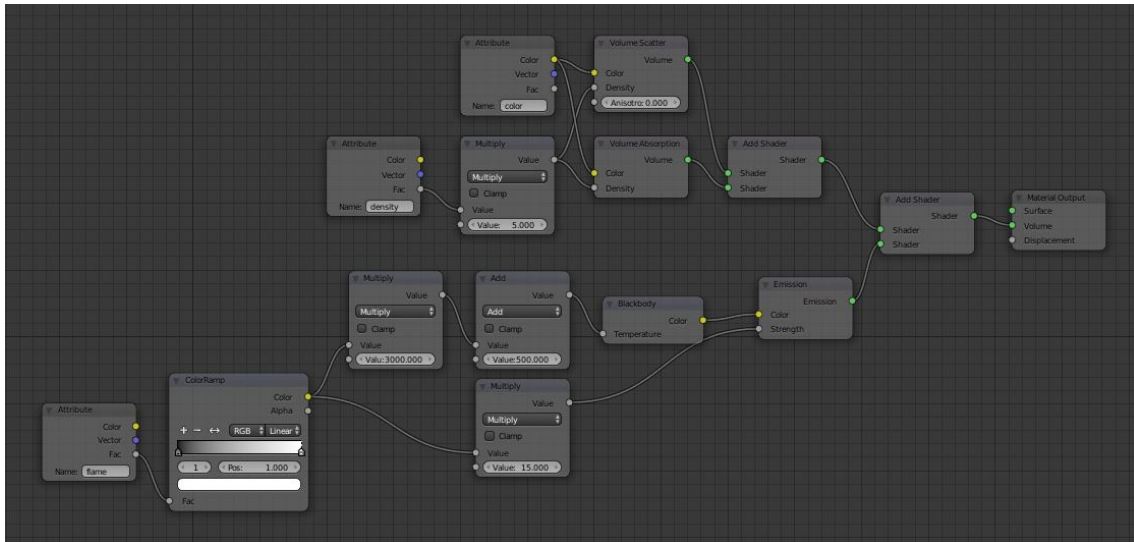 Attribute
Color
Vector
Fac
Name: color
Volume Scatter
Volume
Color
Density
Anisotro: 0.000
Attribute
Color
Vector
Fac
Name: density
Multiply
Value
Multiply
Clamp
Value
Value: 5.000
Volume Absorption
Volume
Color
Density
Add Shader
Shader
Shader
Shader
Add Shader
Shader
Shader
Shader
Material Output
Surface
Volume
Displacement
Multiply
Value
Multiply
Clamp
Value
Valu:3000.000
Add
Value
Add
Clamp
Value
Value:500.000
Blackbody
Color
Temperature
Emission
Emission
Color
Strength
Attribute
Color
Vector
Fac
Name: flame
ColorRamp
Color
Alpha
+ − ↔ RGB Linear
1 Pos: 1.000
Fac
Multiply
Value
Multiply
Clamp
Value
Value: 15.000